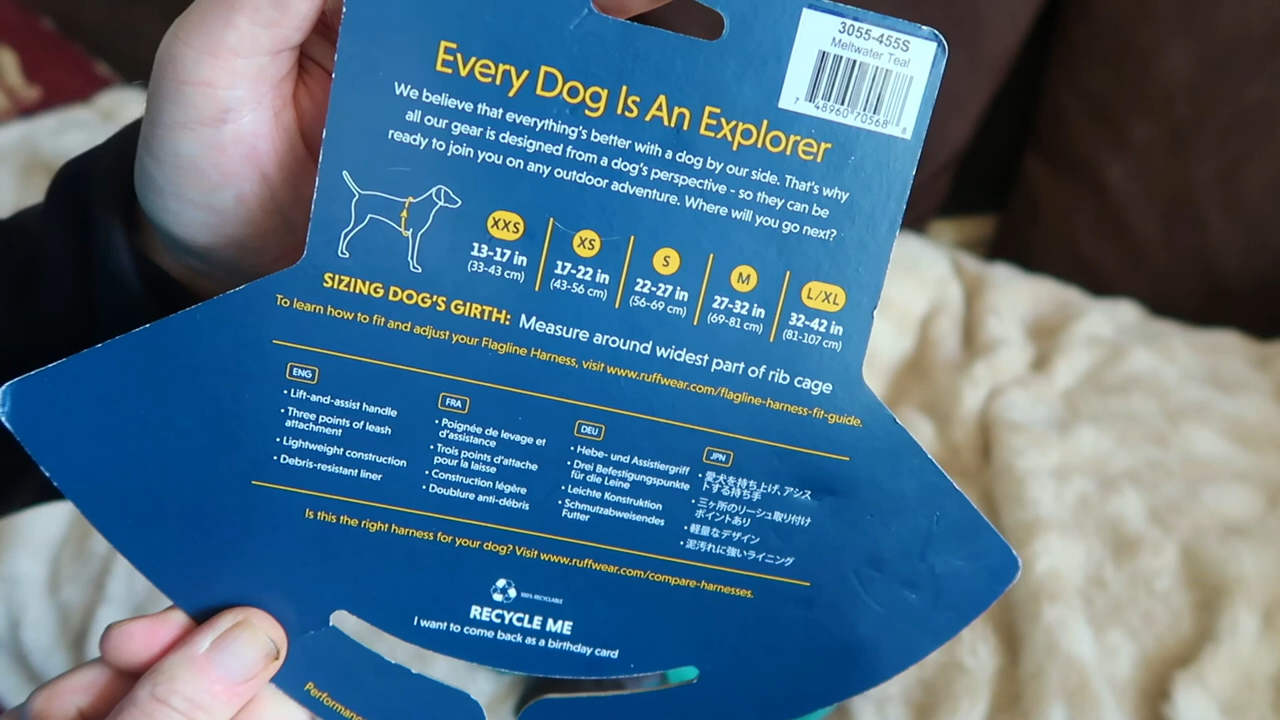 3055-455S
Meltwater Teal
7 48960 70568 8
Every Dog Is An Explorer
We believe that everything's better with a dog by our side. That's why
all our gear is designed from a dog's perspective - so they can be
ready to join you on any outdoor adventure. Where will you go next?
XXS
13-17 in
(33-43 cm)
XS
17-22 in
(43-56 cm)
S
22-27 in
(56-69 cm)
M
27-32 in
(69-81 cm)
L/XL
32-42 in
(81-107 cm)
SIZING DOG'S GIRTH: Measure around widest part of rib cage
To learn how to fit and adjust your Flagline Harness, visit www.ruffwear.com/flagline-harness-fit-guide.
ENG
• Lift-and-assist handle
• Three points of leash
attachment
• Lightweight construction
• Debris-resistant liner
FRA
• Poignée de levage et
d'assistance
• Trois points d'attache
pour la laisse
• Construction légère
• Doublure anti-débris
DEU
• Hebe- und Assistiergriff
• Drei Befestigungspunkte
für die Leine
• Leichte Konstruktion
• Schmutzabweisendes
Futter
JPN
• 愛犬を持ち上げ、アシス
トする持ち手
• 三ヶ所のリーシュ取り付け
ポイントあり
• 軽量なデザイン
• 泥汚れに強いライニング
Is this the right harness for your dog? Visit www.ruffwear.com/compare-harnesses.
100% RECYCLABLE
RECYCLE ME
I want to come back as a birthday card
Performance